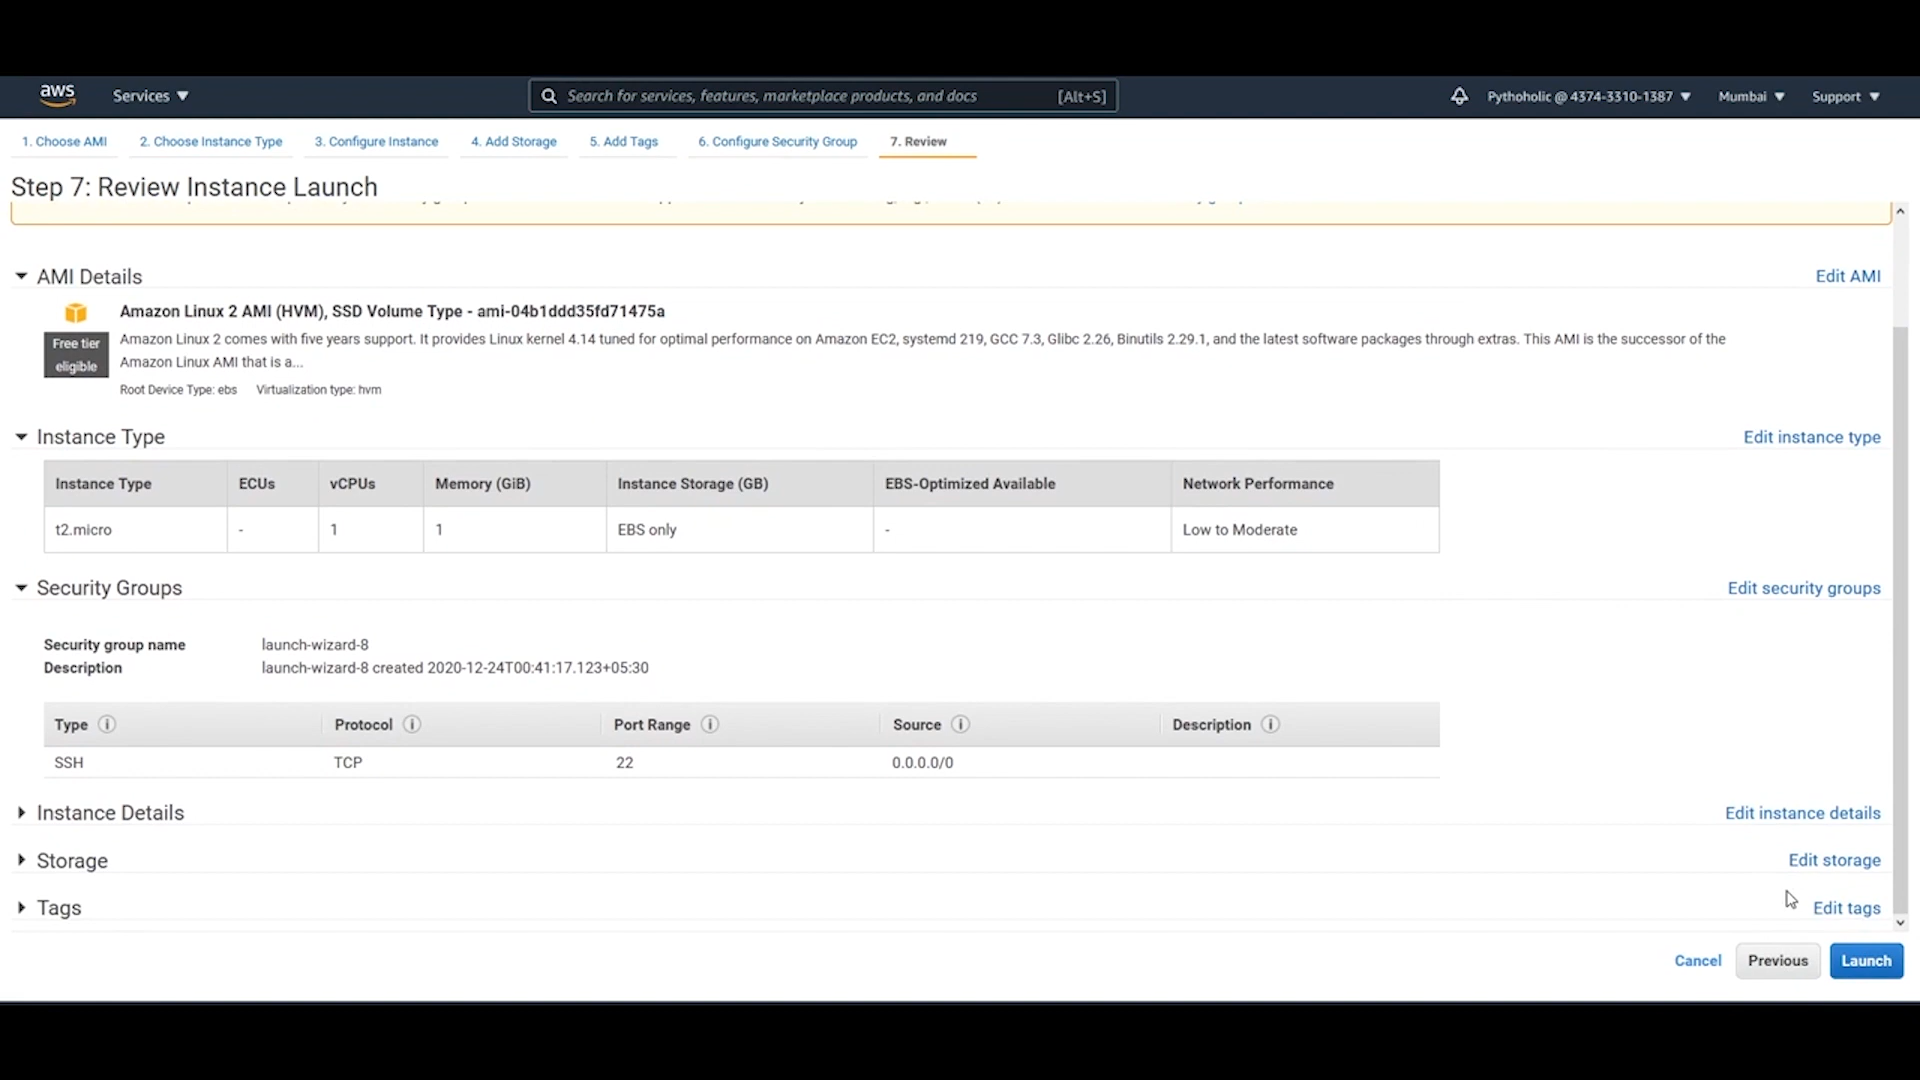 aws Services Search for services, features, marketplace products, and docs [Alt+S] Pythoholic @ 4374-3310-1387 Mumbai Support
1. Choose AMI 2. Choose Instance Type 3. Configure Instance 4. Add Storage 5. Add Tags 6. Configure Security Group 7. Review
Step 7: Review Instance Launch
AMI Details Edit AMI
Amazon Linux 2 AMI (HVM), SSD Volume Type - ami-04b1ddd35fd71475a
Free tier eligible
Amazon Linux 2 comes with five years support. It provides Linux kernel 4.14 tuned for optimal performance on Amazon EC2, systemd 219, GCC 7.3, Glibc 2.26, Binutils 2.29.1, and the latest software packages through extras. This AMI is the successor of the
Amazon Linux AMI that is a...
Root Device Type: ebs Virtualization type: hvm
Instance Type Edit instance type
Instance Type ECUs vCPUs Memory (GiB) Instance Storage (GB) EBS-Optimized Available Network Performance
t2.micro - 1 1 EBS only - Low to Moderate
Security Groups Edit security groups
Security group name launch-wizard-8
Description launch-wizard-8 created 2020-12-24T00:41:17.123+05:30
Type Protocol Port Range Source Description
SSH TCP 22 0.0.0.0/0
Instance Details Edit instance details
Storage Edit storage
Tags Edit tags
Cancel Previous Launch